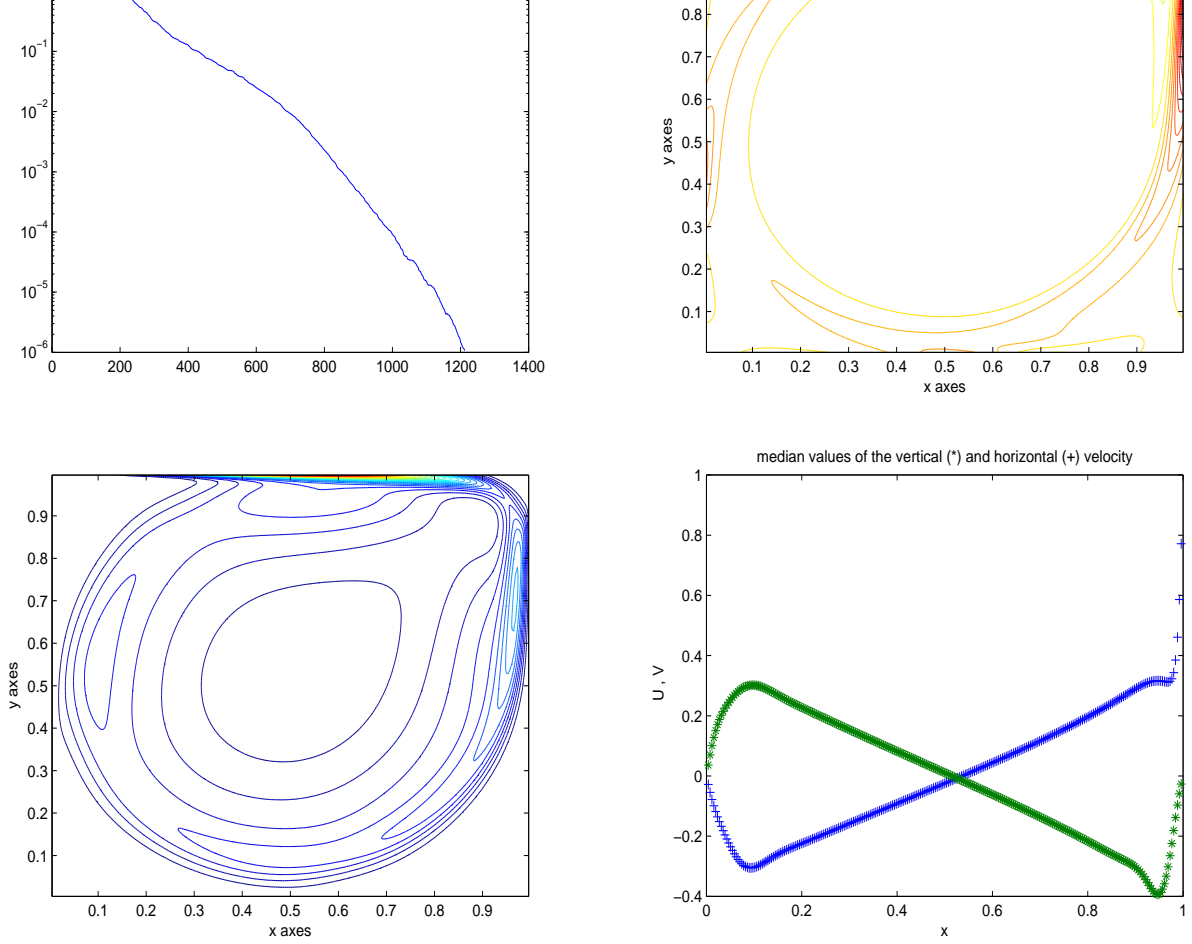 10−1
10−2
10−3
10−4
10−5
10−6
0 200 400 600 800 1000 1200 1400
0.8
0.7
0.6
0.5
0.4
0.3
0.2
0.1
y axes
0.1 0.2 0.3 0.4 0.5 0.6 0.7 0.8 0.9
x axes
0.9
0.8
0.7
0.6
0.5
0.4
0.3
0.2
0.1
y axes
0.1 0.2 0.3 0.4 0.5 0.6 0.7 0.8 0.9
x axes
median values of the vertical (*) and horizontal (+) velocity
1
0.8
0.6
0.4
0.2
0
−0.2
−0.4
U , V
0 0.2 0.4 0.6 0.8 1
x